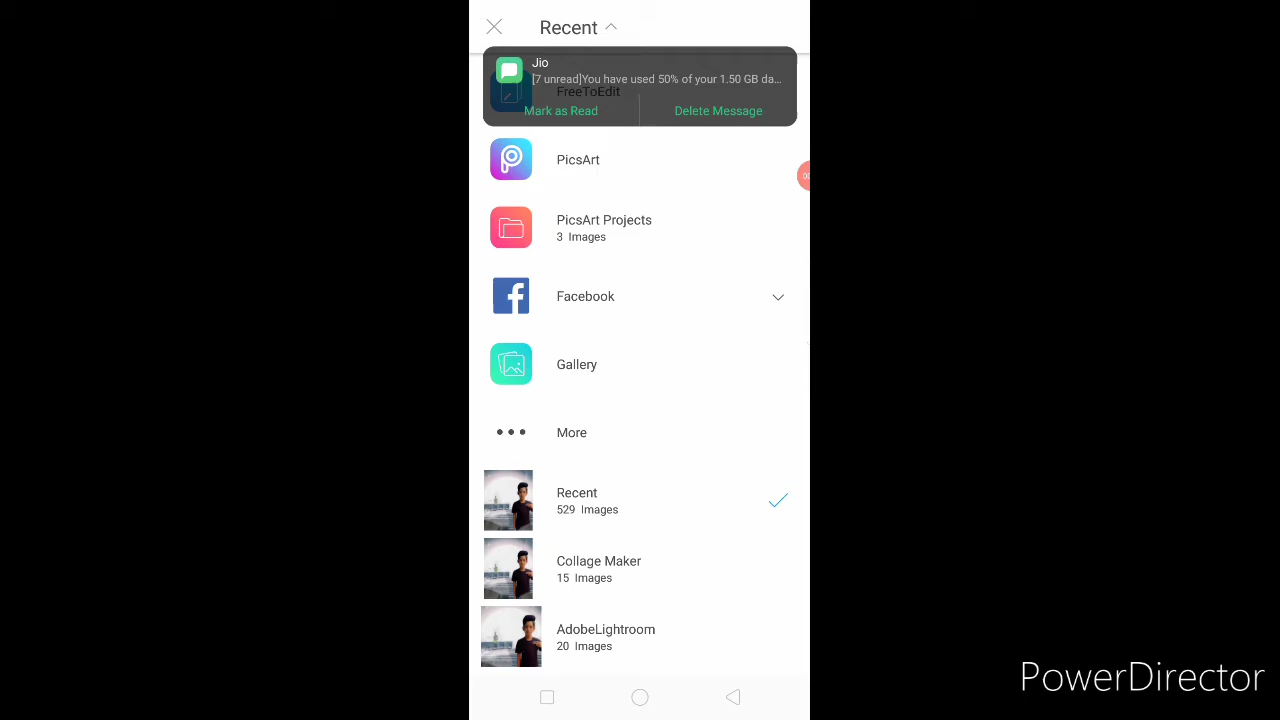 Recent
Jio
[7 unread]You have used 50% of your 1.50 GB da...
FreeToEdit
Mark as Read
Delete Message
PicsArt
PicsArt Projects
3 Images
Facebook
Gallery
More
Recent
529 Images
Collage Maker
15 Images
AdobeLightroom
20 Images
PowerDirector